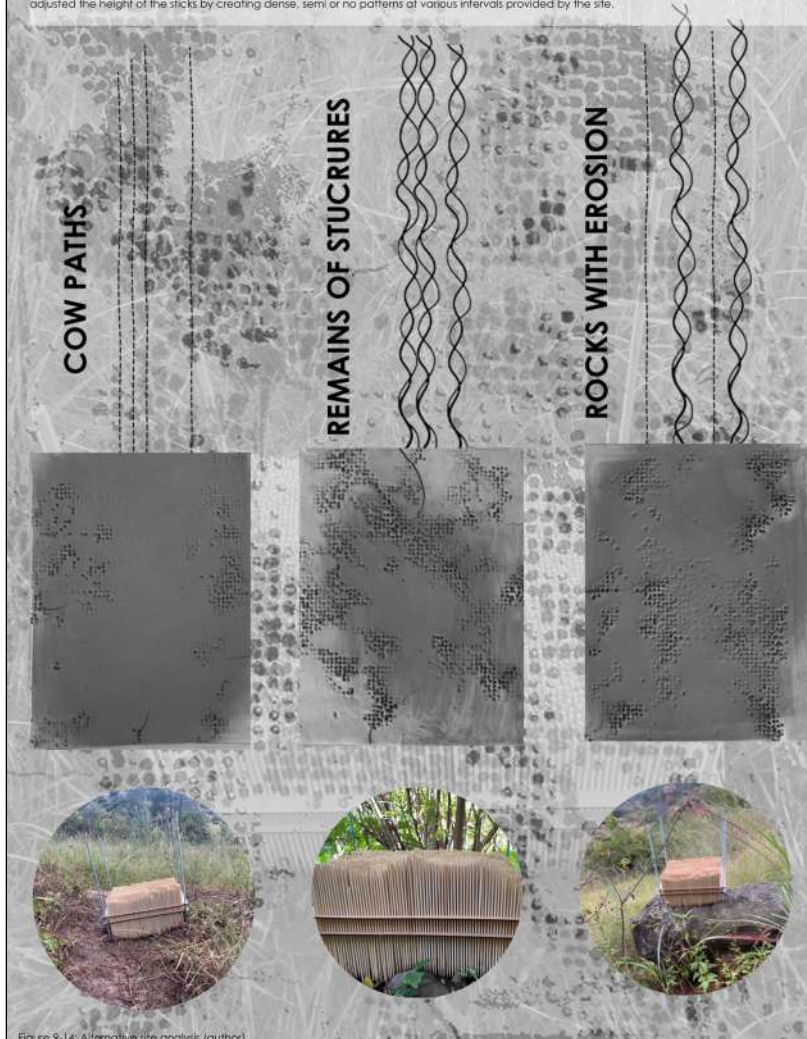 adjusted the height of the sticks by creating dense, semi or no patterns at various intervals provided by the site.
COW PATHS
REMAINS OF STUCRURES
ROCKS WITH EROSION
Figure 9-14: Alternative site analysis (author)